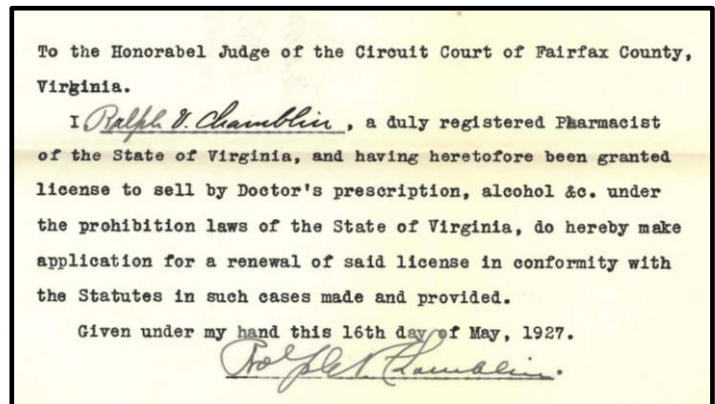 To the Honorabel Judge of the Circuit Court of Fairfax County,
Virginia.
I Ralph V. Chamblin, a duly registered Pharmacist
of the State of Virginia, and having heretofore been granted
license to sell by Doctor's prescription, alcohol &c. under
the prohibition laws of the State of Virginia, do hereby make
application for a renewal of said license in conformity with
the Statutes in such cases made and provided.
Given under my hand this 16th day of May, 1927.
Ralph V. Chamblin.